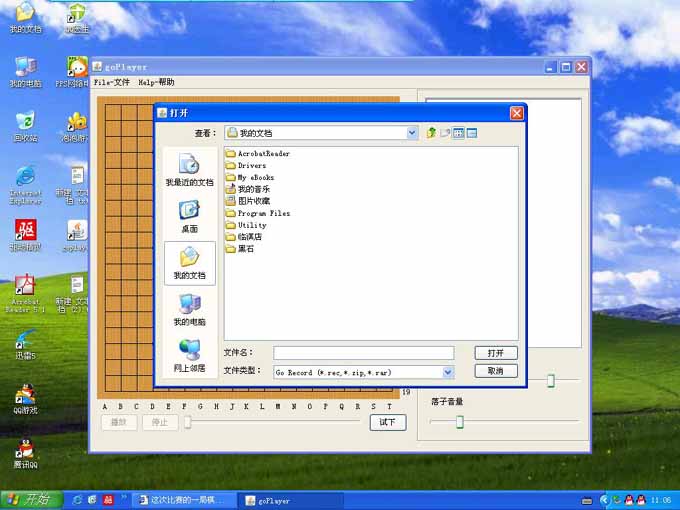 我的文档
我的电脑
回收站
Internet
Explorer
Acrobat
Reader 5.1
迅雷5
QQ游戏
腾讯QQ
goPlayer
File-文件 Help-帮助
打开
查看：
我的文档
我最近的文档
桌面
我的文档
我的电脑
网上邻居
AcrobatReader
Drivers
My eBooks
我的音乐
图片收藏
Program Files
Utility
临淇店
黑石
文件名：
打开
文件类型：
Go Record (*.rec,*.zip,*.rar)
取消
19
A B C D E F G H J K L M N O P Q R S T
播放
停止
试下
落子音量
开始
这次比赛的一局棋...
goPlayer
11:06